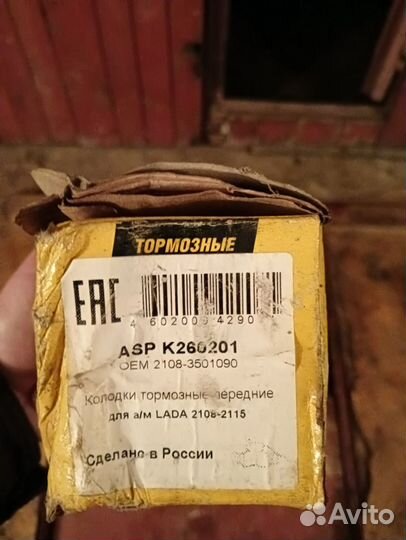 ТОРМОЗНЫЕ
EAC
4 602009 4290
ASP K260201
OEM 2108-3501090
Колодки тормозные передние
для а/м LADA 2108-2115
Сделано в России
Avito